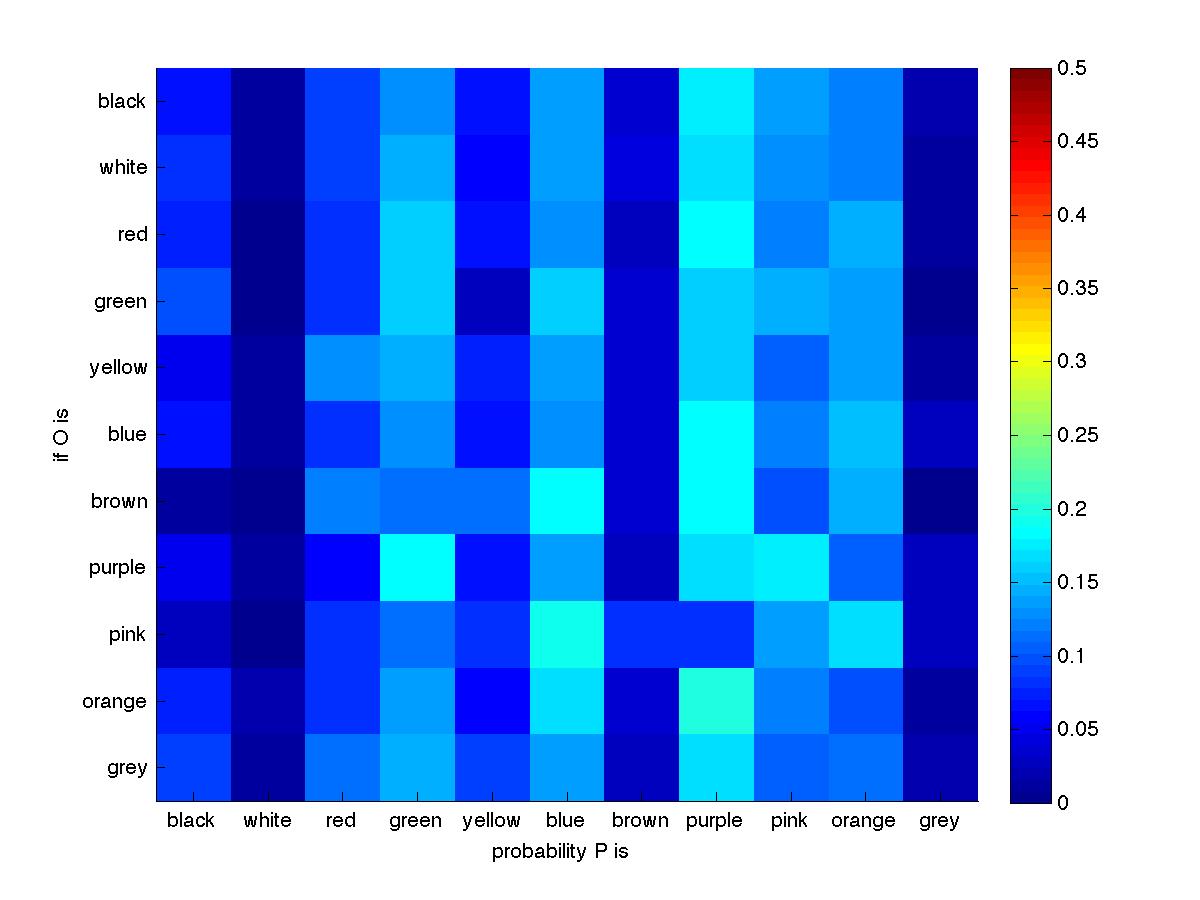 if O is
black
white
red
green
yellow
blue
brown
purple
pink
orange
grey
black white red green yellow blue brown purple pink orange grey
probability P is
0.5
0.45
0.4
0.35
0.3
0.25
0.2
0.15
0.1
0.05
0